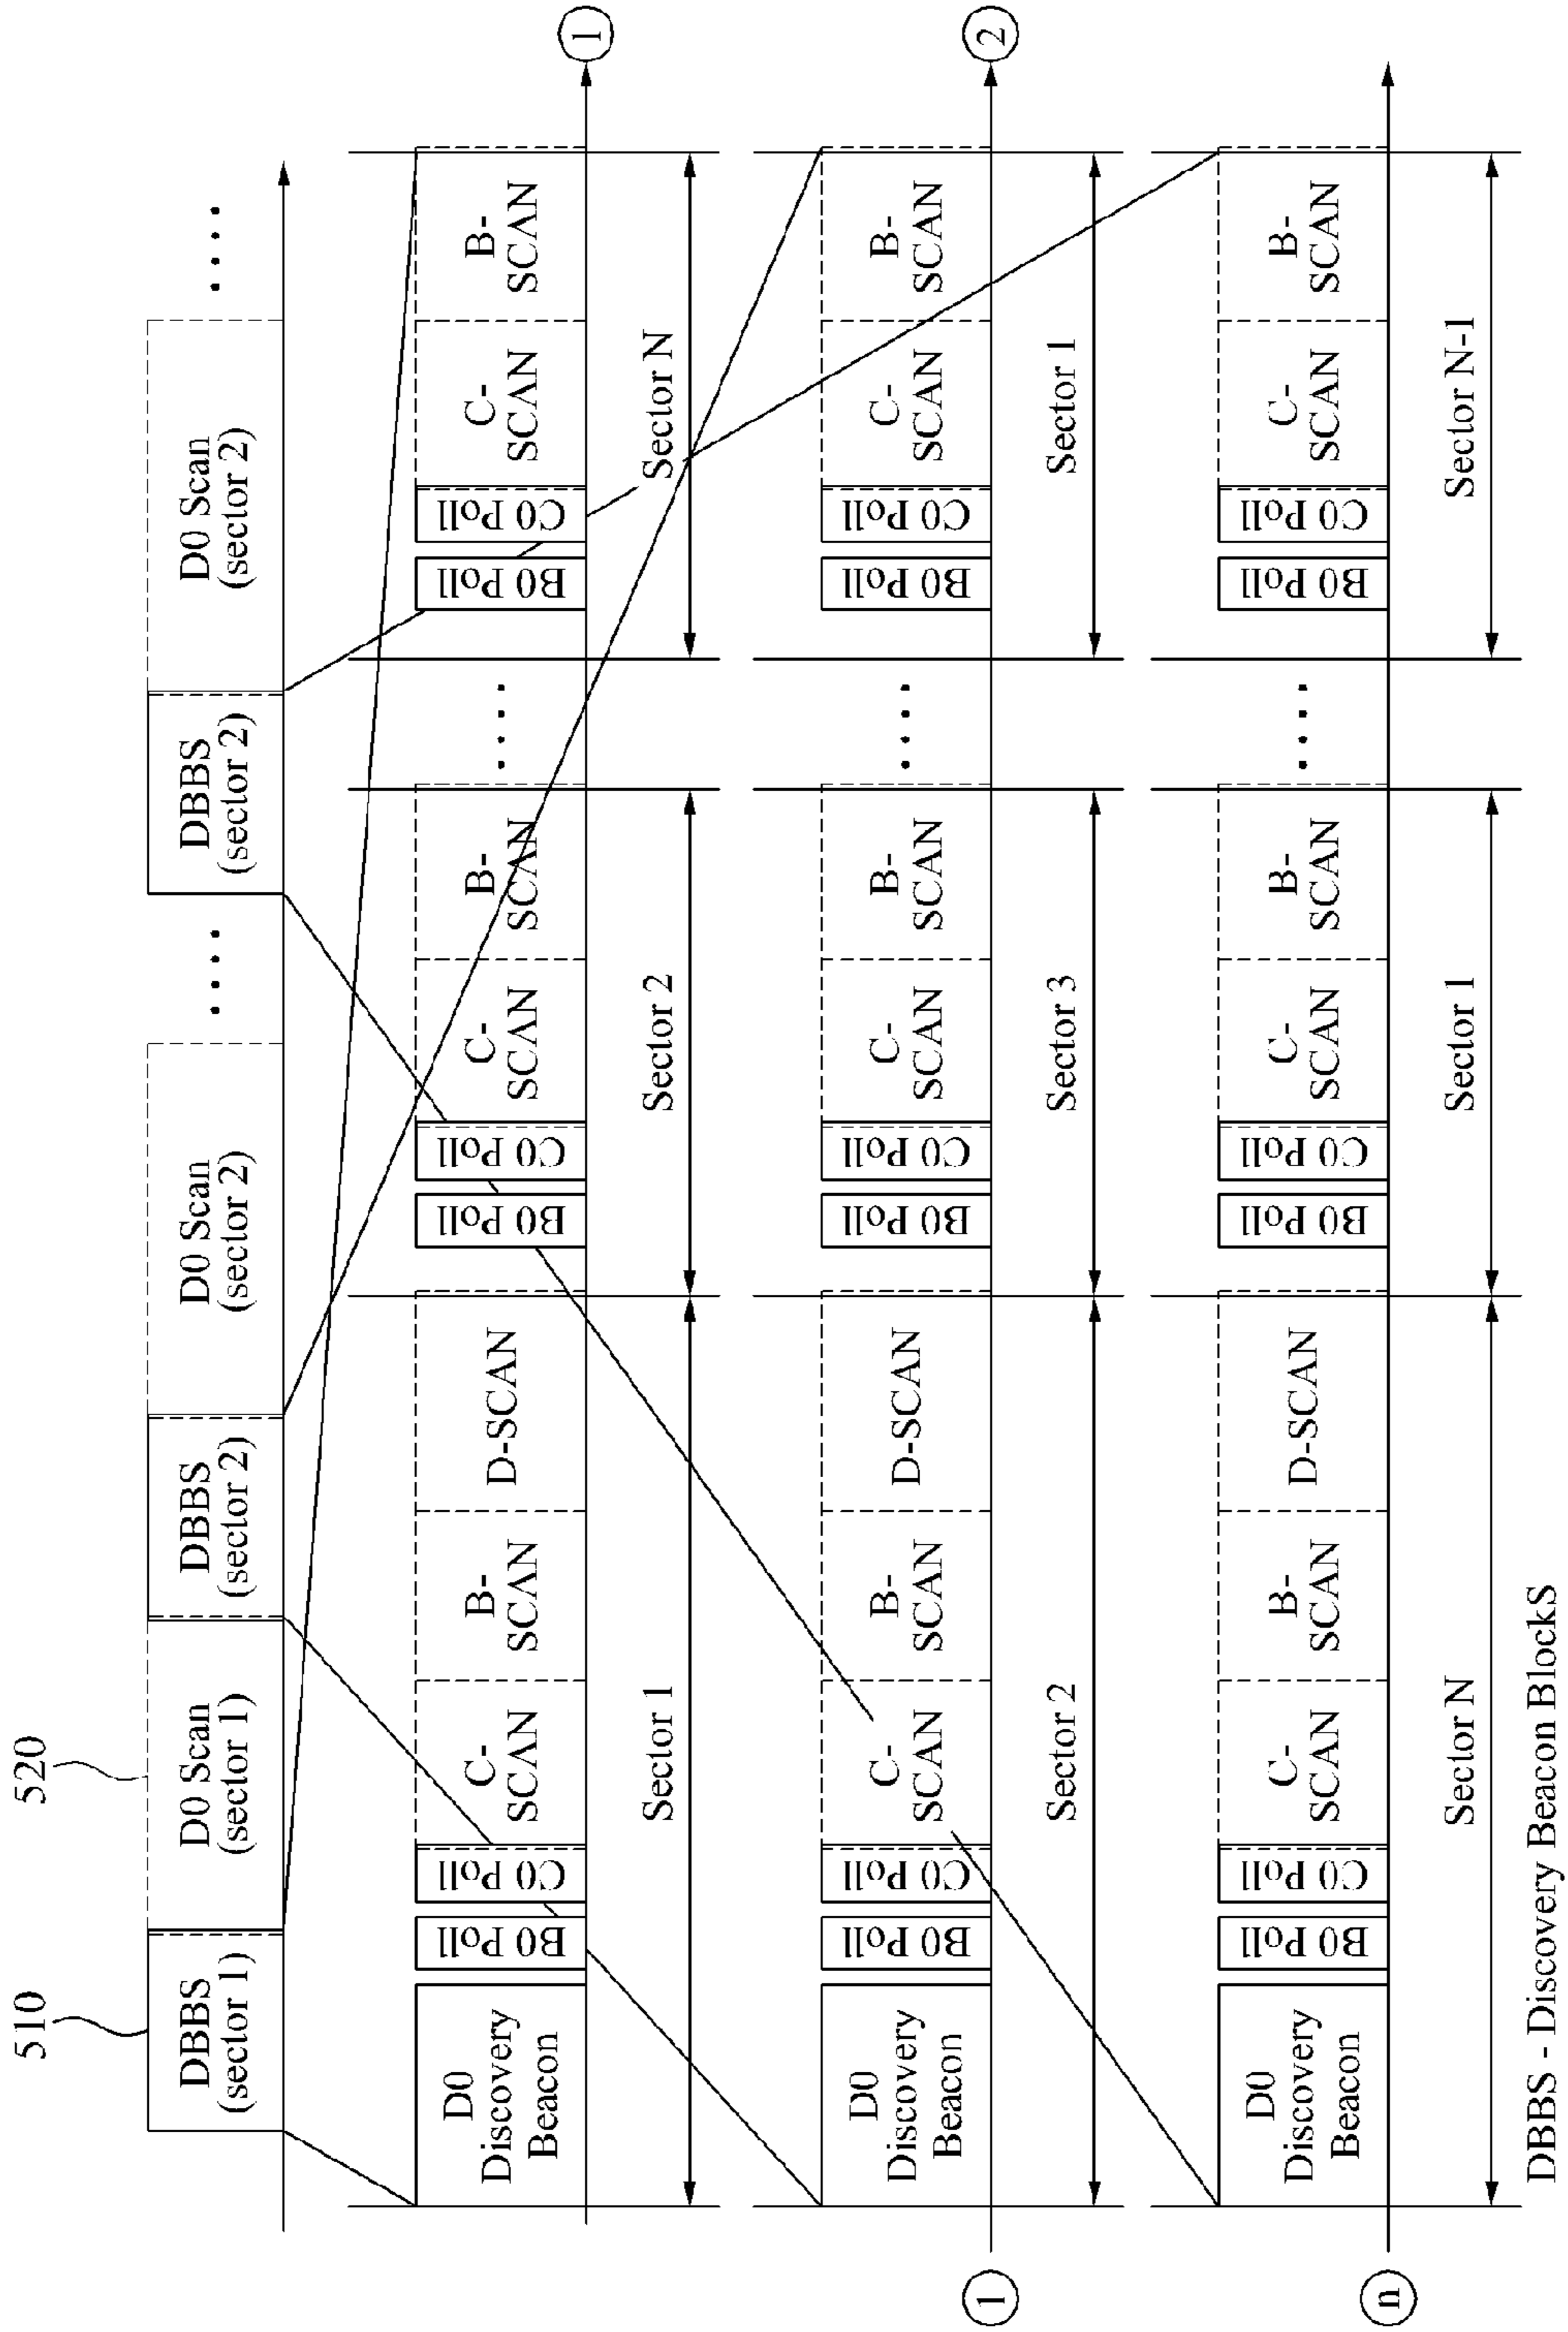 510
520
DBBS
(sector 1)
D0 Scan
(sector 1)
DBBS
(sector 2)
D0 Scan
(sector 2)
....
DBBS
(sector 2)
D0 Scan
(sector 2)
....
D0
Discovery
Beacon
B0 Poll
C0 Poll
C-
SCAN
B-
SCAN
D-SCAN
B0 Poll
C0 Poll
C-
SCAN
B-
SCAN
....
B0 Poll
C0 Poll
C-
SCAN
B-
SCAN
1
Sector 1
Sector 2
Sector N
1
D0
Discovery
Beacon
B0 Poll
C0 Poll
C-
SCAN
B-
SCAN
D-SCAN
B0 Poll
C0 Poll
C-
SCAN
B-
SCAN
....
B0 Poll
C0 Poll
C-
SCAN
B-
SCAN
2
Sector 2
Sector 3
Sector 1
n
D0
Discovery
Beacon
B0 Poll
C0 Poll
C-
SCAN
B-
SCAN
D-SCAN
B0 Poll
C0 Poll
C-
SCAN
B-
SCAN
....
B0 Poll
C0 Poll
C-
SCAN
B-
SCAN
Sector N
Sector 1
Sector N-1
DBBS - Discovery Beacon BlockS